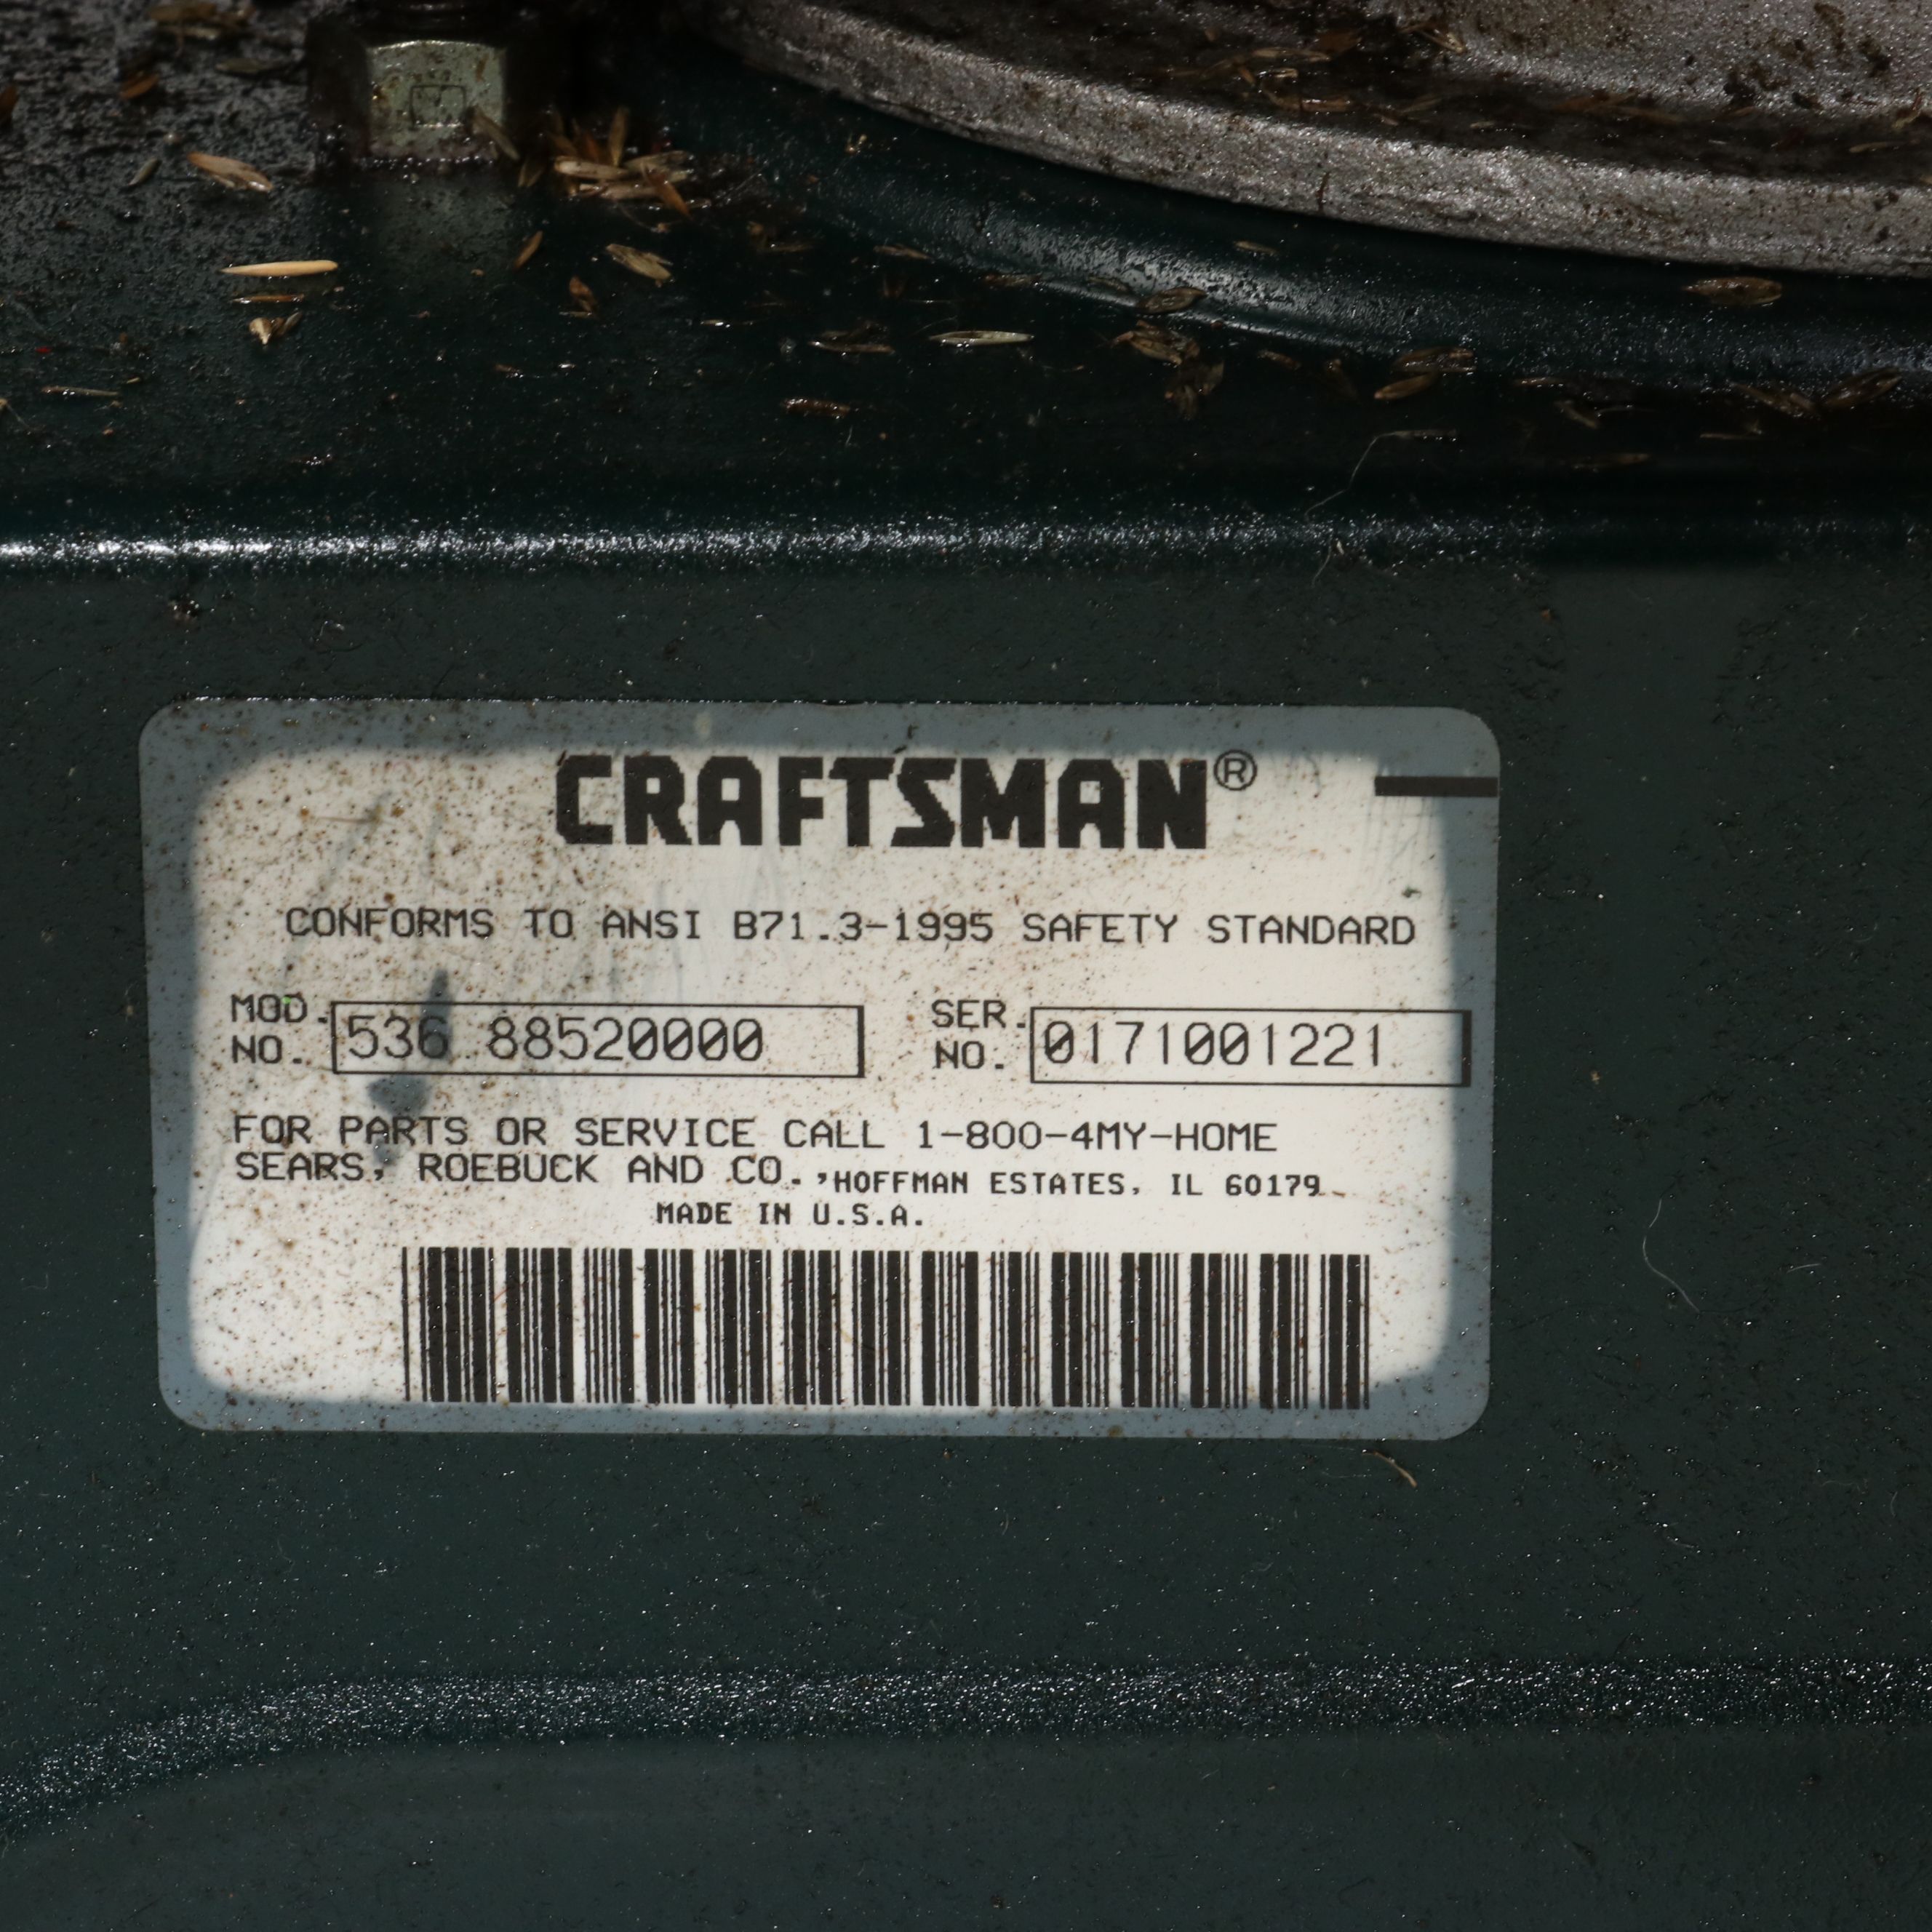 CRAFTSMAN®
CONFORMS TO ANSI B71.3-1995 SAFETY STANDARD
MOD. NO. 536 88520000 SER. NO. 0171001221
FOR PARTS OR SERVICE CALL 1-800-4MY-HOME
SEARS, ROEBUCK AND CO.,HOFFMAN ESTATES, IL 60179
MADE IN U.S.A.